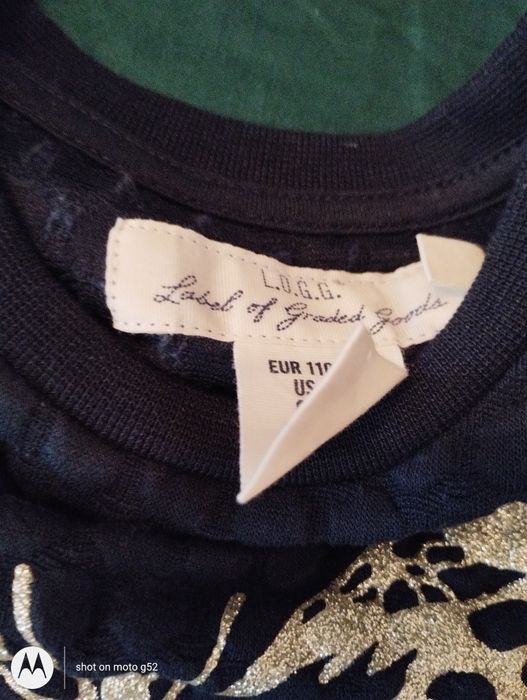 L.O.G.G.
Label of Graded Goods
EUR 110
US
shot on moto g52